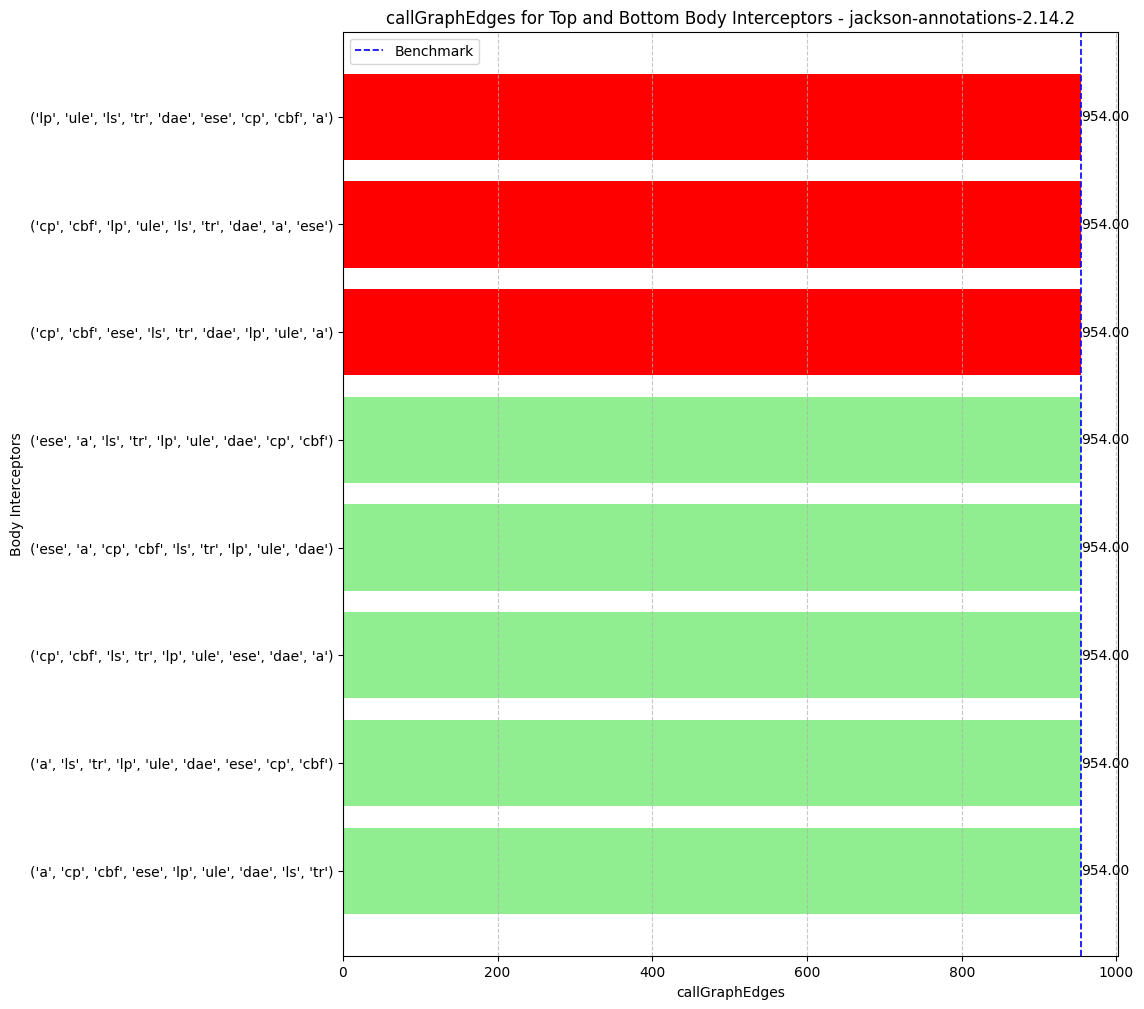 callGraphEdges for Top and Bottom Body Interceptors - jackson-annotations-2.14.2
Benchmark
('lp', 'ule', 'ls', 'tr', 'dae', 'ese', 'cp', 'cbf', 'a')
954.00
('cp', 'cbf', 'lp', 'ule', 'ls', 'tr', 'dae', 'a', 'ese')
954.00
('cp', 'cbf', 'ese', 'ls', 'tr', 'dae', 'lp', 'ule', 'a')
954.00
('ese', 'a', 'ls', 'tr', 'lp', 'ule', 'dae', 'cp', 'cbf')
954.00
('ese', 'a', 'cp', 'cbf', 'ls', 'tr', 'lp', 'ule', 'dae')
954.00
('cp', 'cbf', 'ls', 'tr', 'lp', 'ule', 'ese', 'dae', 'a')
954.00
('a', 'ls', 'tr', 'lp', 'ule', 'dae', 'ese', 'cp', 'cbf')
954.00
('a', 'cp', 'cbf', 'ese', 'lp', 'ule', 'dae', 'ls', 'tr')
954.00
Body Interceptors
0 200 400 600 800 1000
callGraphEdges